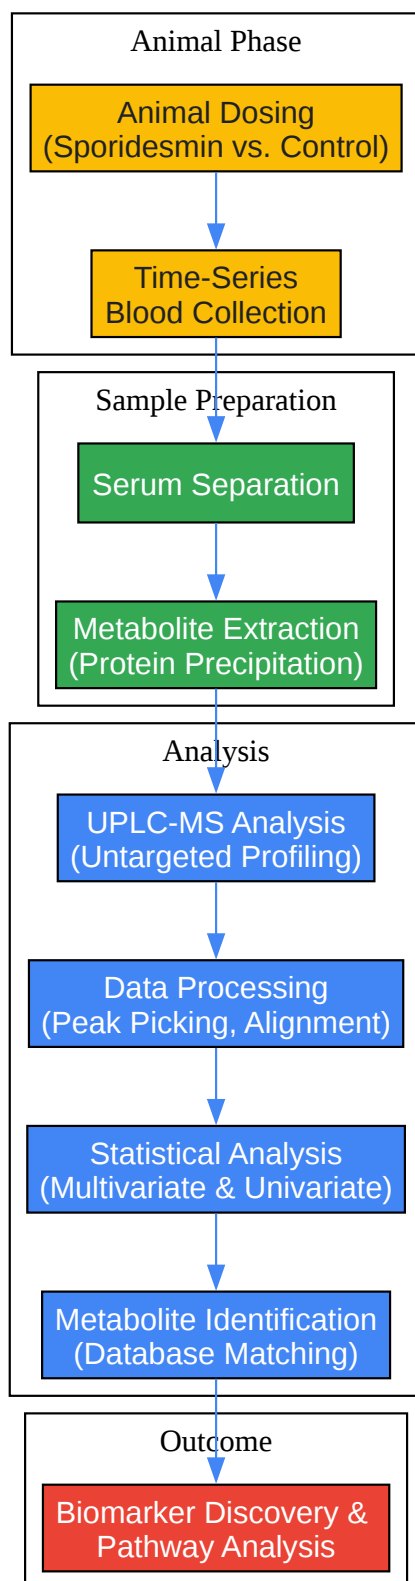 Animal Phase
Animal Dosing
(Sporidesmin vs. Control)
Time-Series
Blood Collection
Sample Preparation
Serum Separation
Metabolite Extraction
(Protein Precipitation)
Analysis
UPLC-MS Analysis
(Untargeted Profiling)
Data Processing
(Peak Picking, Alignment)
Statistical Analysis
(Multivariate & Univariate)
Metabolite Identification
(Database Matching)
Outcome
Biomarker Discovery &
Pathway Analysis